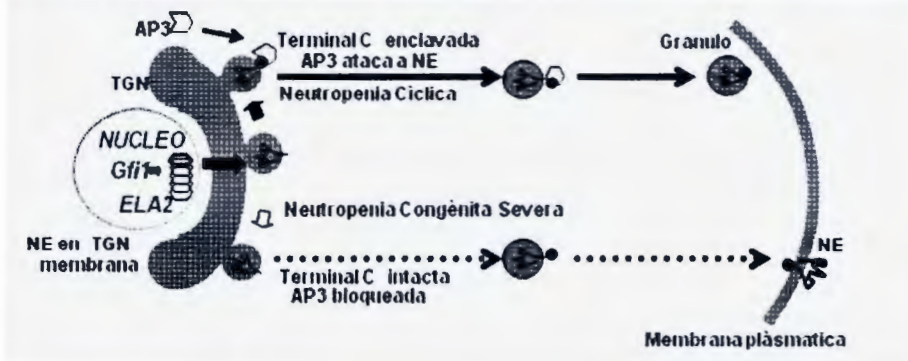 AP3
Terminal C enclavada
AP3 ataca a NE
Granulo
TGN
Neutropenia Cìclica
NUCLEO
Gfi1
ELA2
Neutropenia Congènita Severa
NE en TGN
membrana
NE
Terminal C intacta
AP3 bloqueada
Membrana plàsmatica